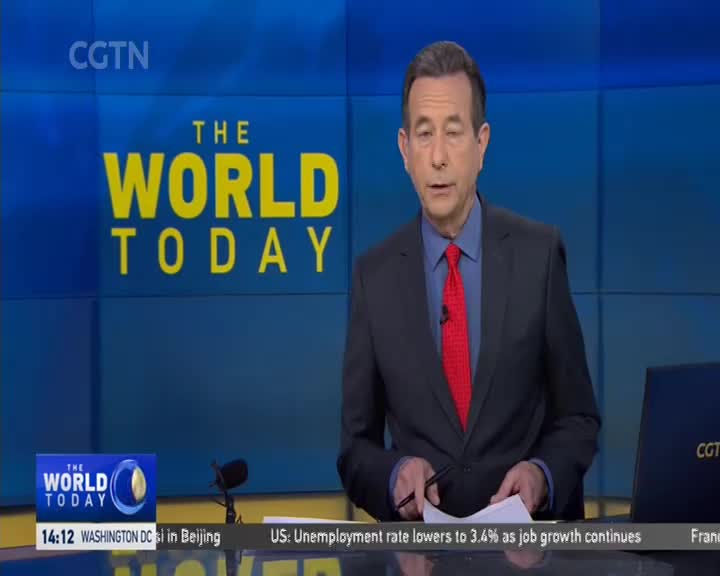 CGTN
THE
WORLD
TODAY
CGT
THE
WORLD
TODAY
14:12 WASHINGTON DC
si in Beijing US: Unemployment rate lowers to 3.4% as job growth continues Fran